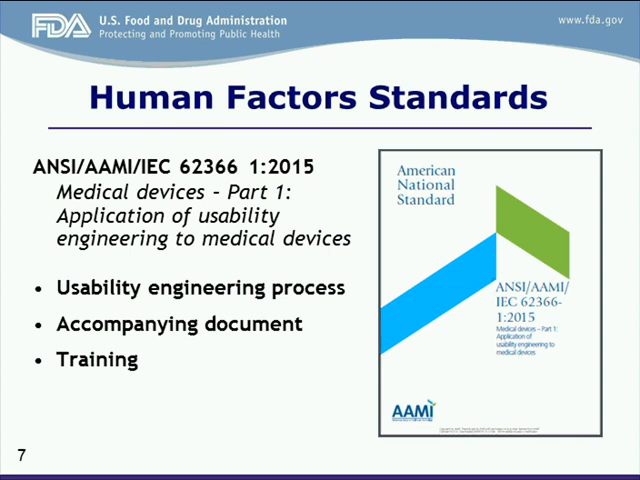 FDA
U.S. Food and Drug Administration
Protecting and Promoting Public Health
www.fda.gov
Human Factors Standards
ANSI/AAMI/IEC 62366 1:2015
Medical devices – Part 1:
Application of usability
engineering to medical devices
• Usability engineering process
• Accompanying document
• Training
American
National
Standard
ANSI/AAMI/
IEC 62366-
1:2015
Medical devices—Part 1:
Application of
usability engineering to
medical devices
AAMI
7